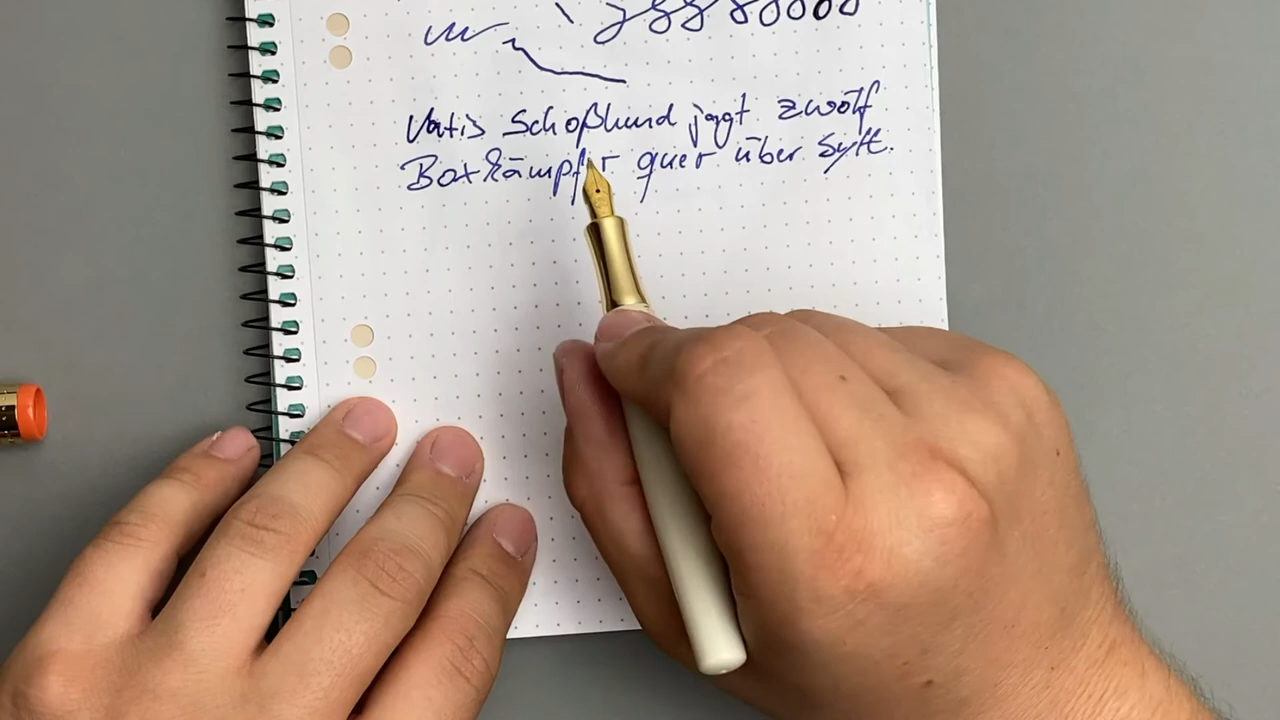 Vatis Schoßhund jagt zwölf
Boxkämpfer quer über Sylt.